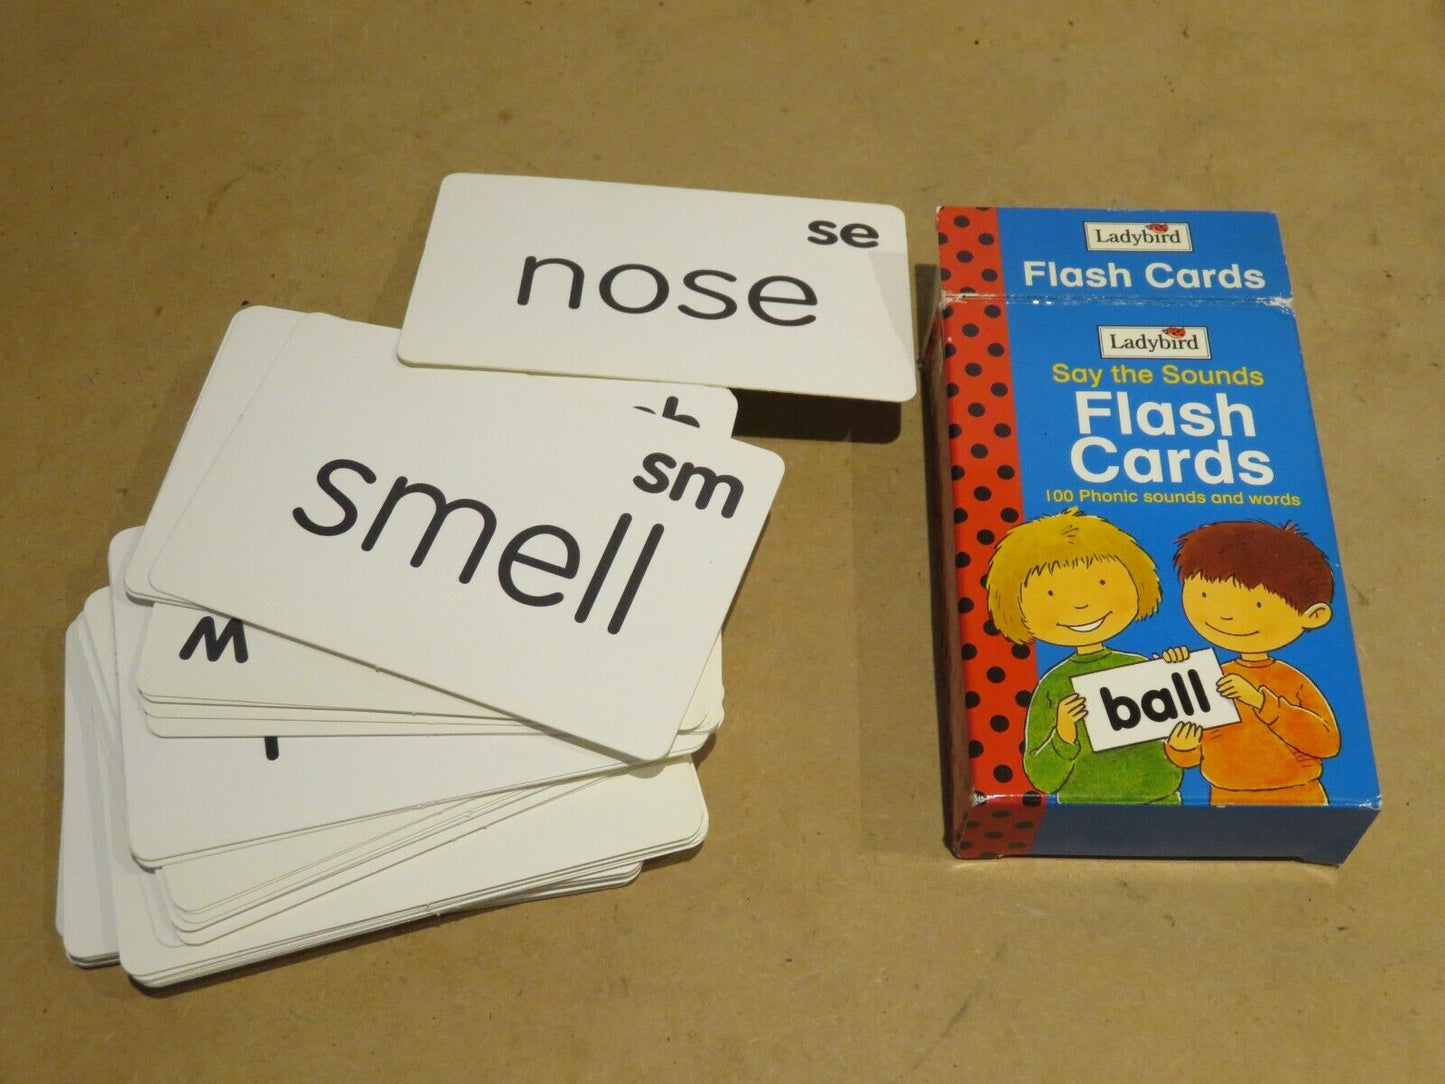 se
nose
sm
smell
w
Ladybird
Flash Cards
Ladybird
Say the Sounds
Flash
Cards
100 Phonic sounds and words
ball